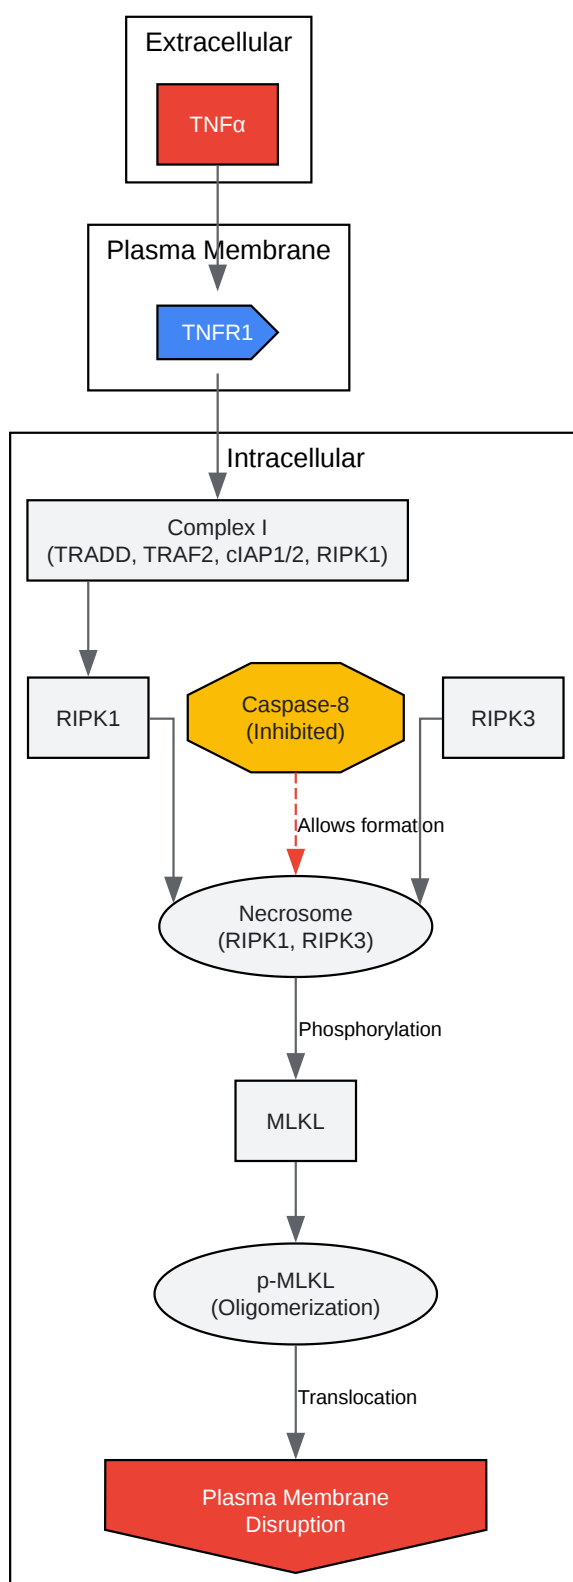 Extracellular
TNFα
Plasma Membrane
TNFR1
Intracellular
Complex I
(TRADD, TRAF2, cIAP1/2, RIPK1)
RIPK1
Caspase-8
(Inhibited)
RIPK3
Allows formation
Necrosome
(RIPK1, RIPK3)
Phosphorylation
MLKL
p-MLKL
(Oligomerization)
Translocation
Plasma Membrane
Disruption